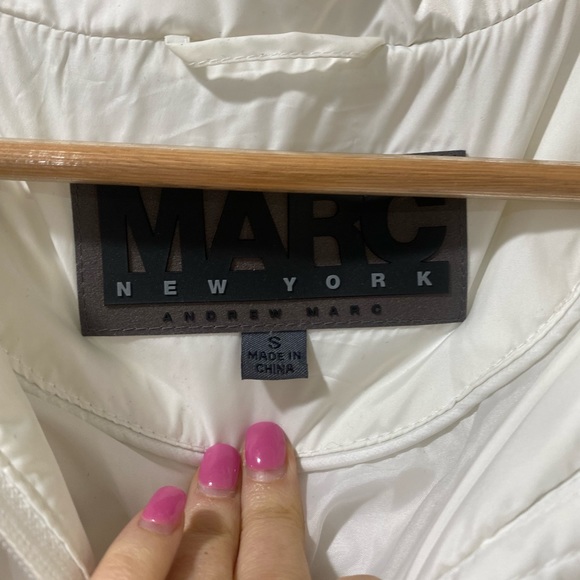 MARC
NEW YORK
ANDREW MARC
S
MADE IN
CHINA